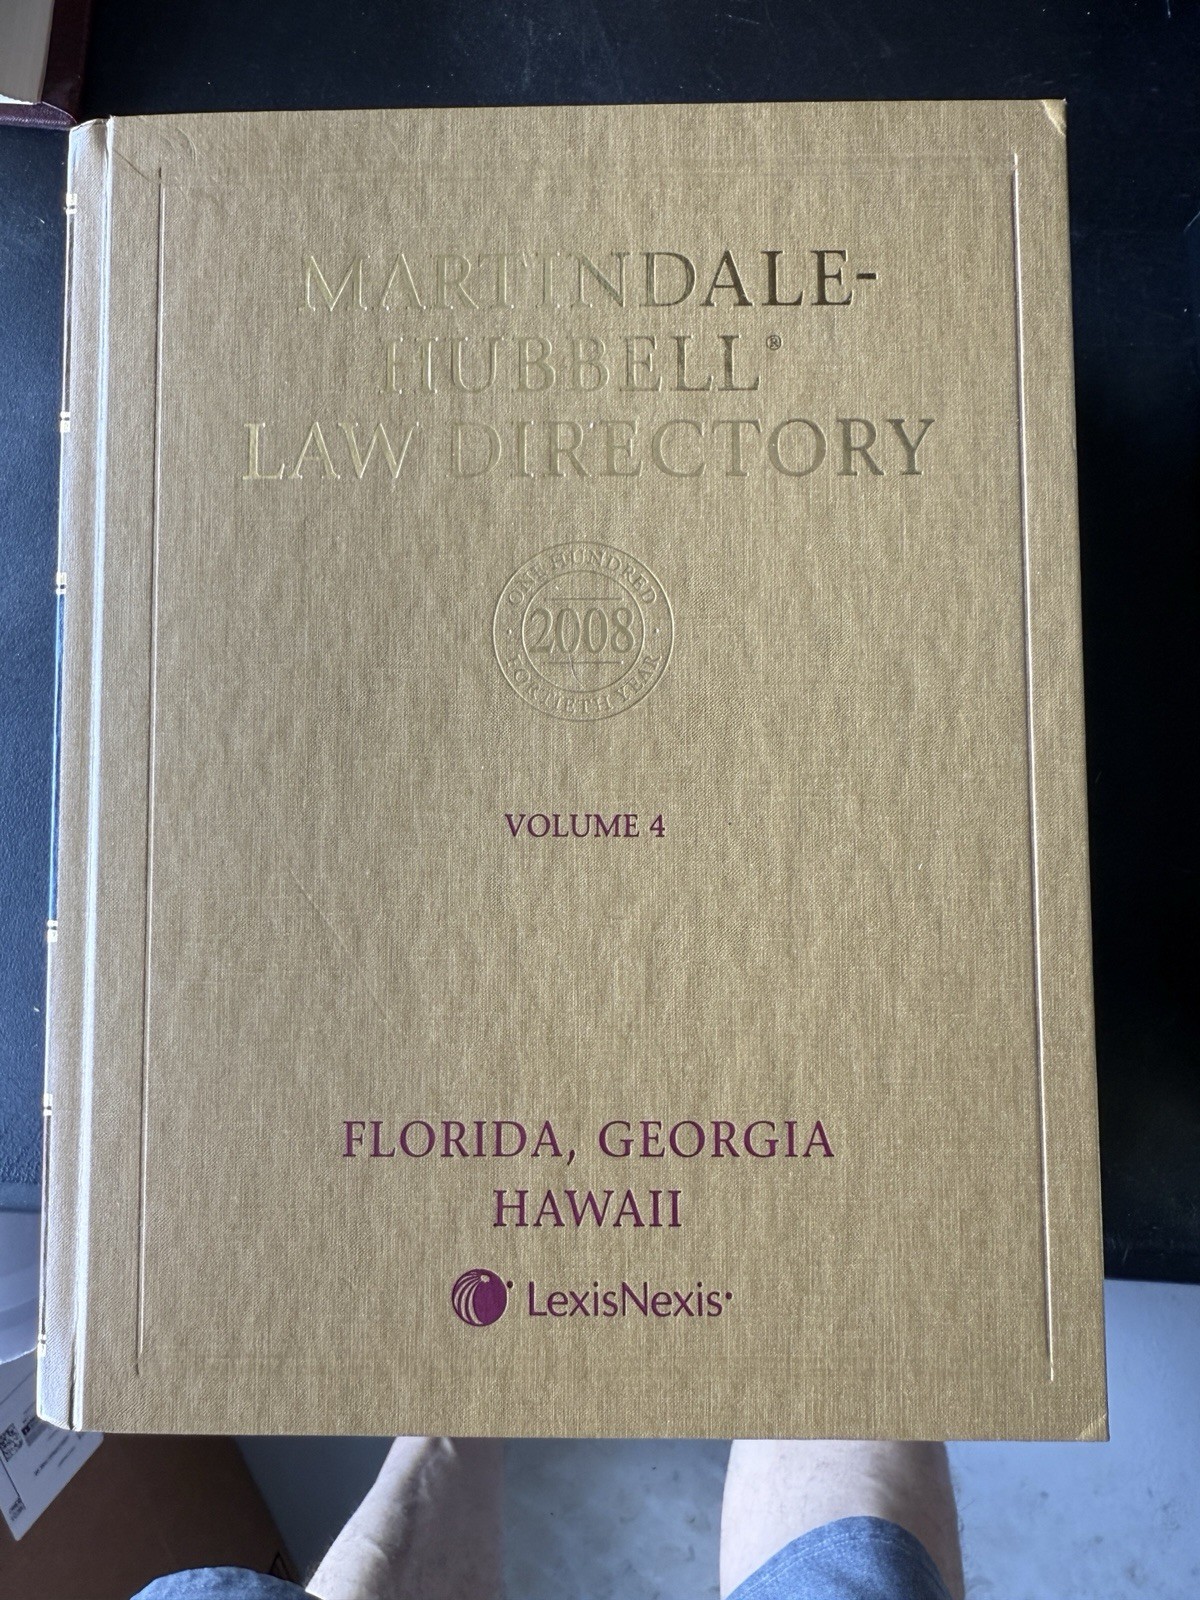 MARTINDALE-
HUBBELL®
LAW DIRECTORY
ONE HUNDRED
2008
FORTIETH YEAR
VOLUME 4
FLORIDA, GEORGIA
HAWAII
LexisNexis